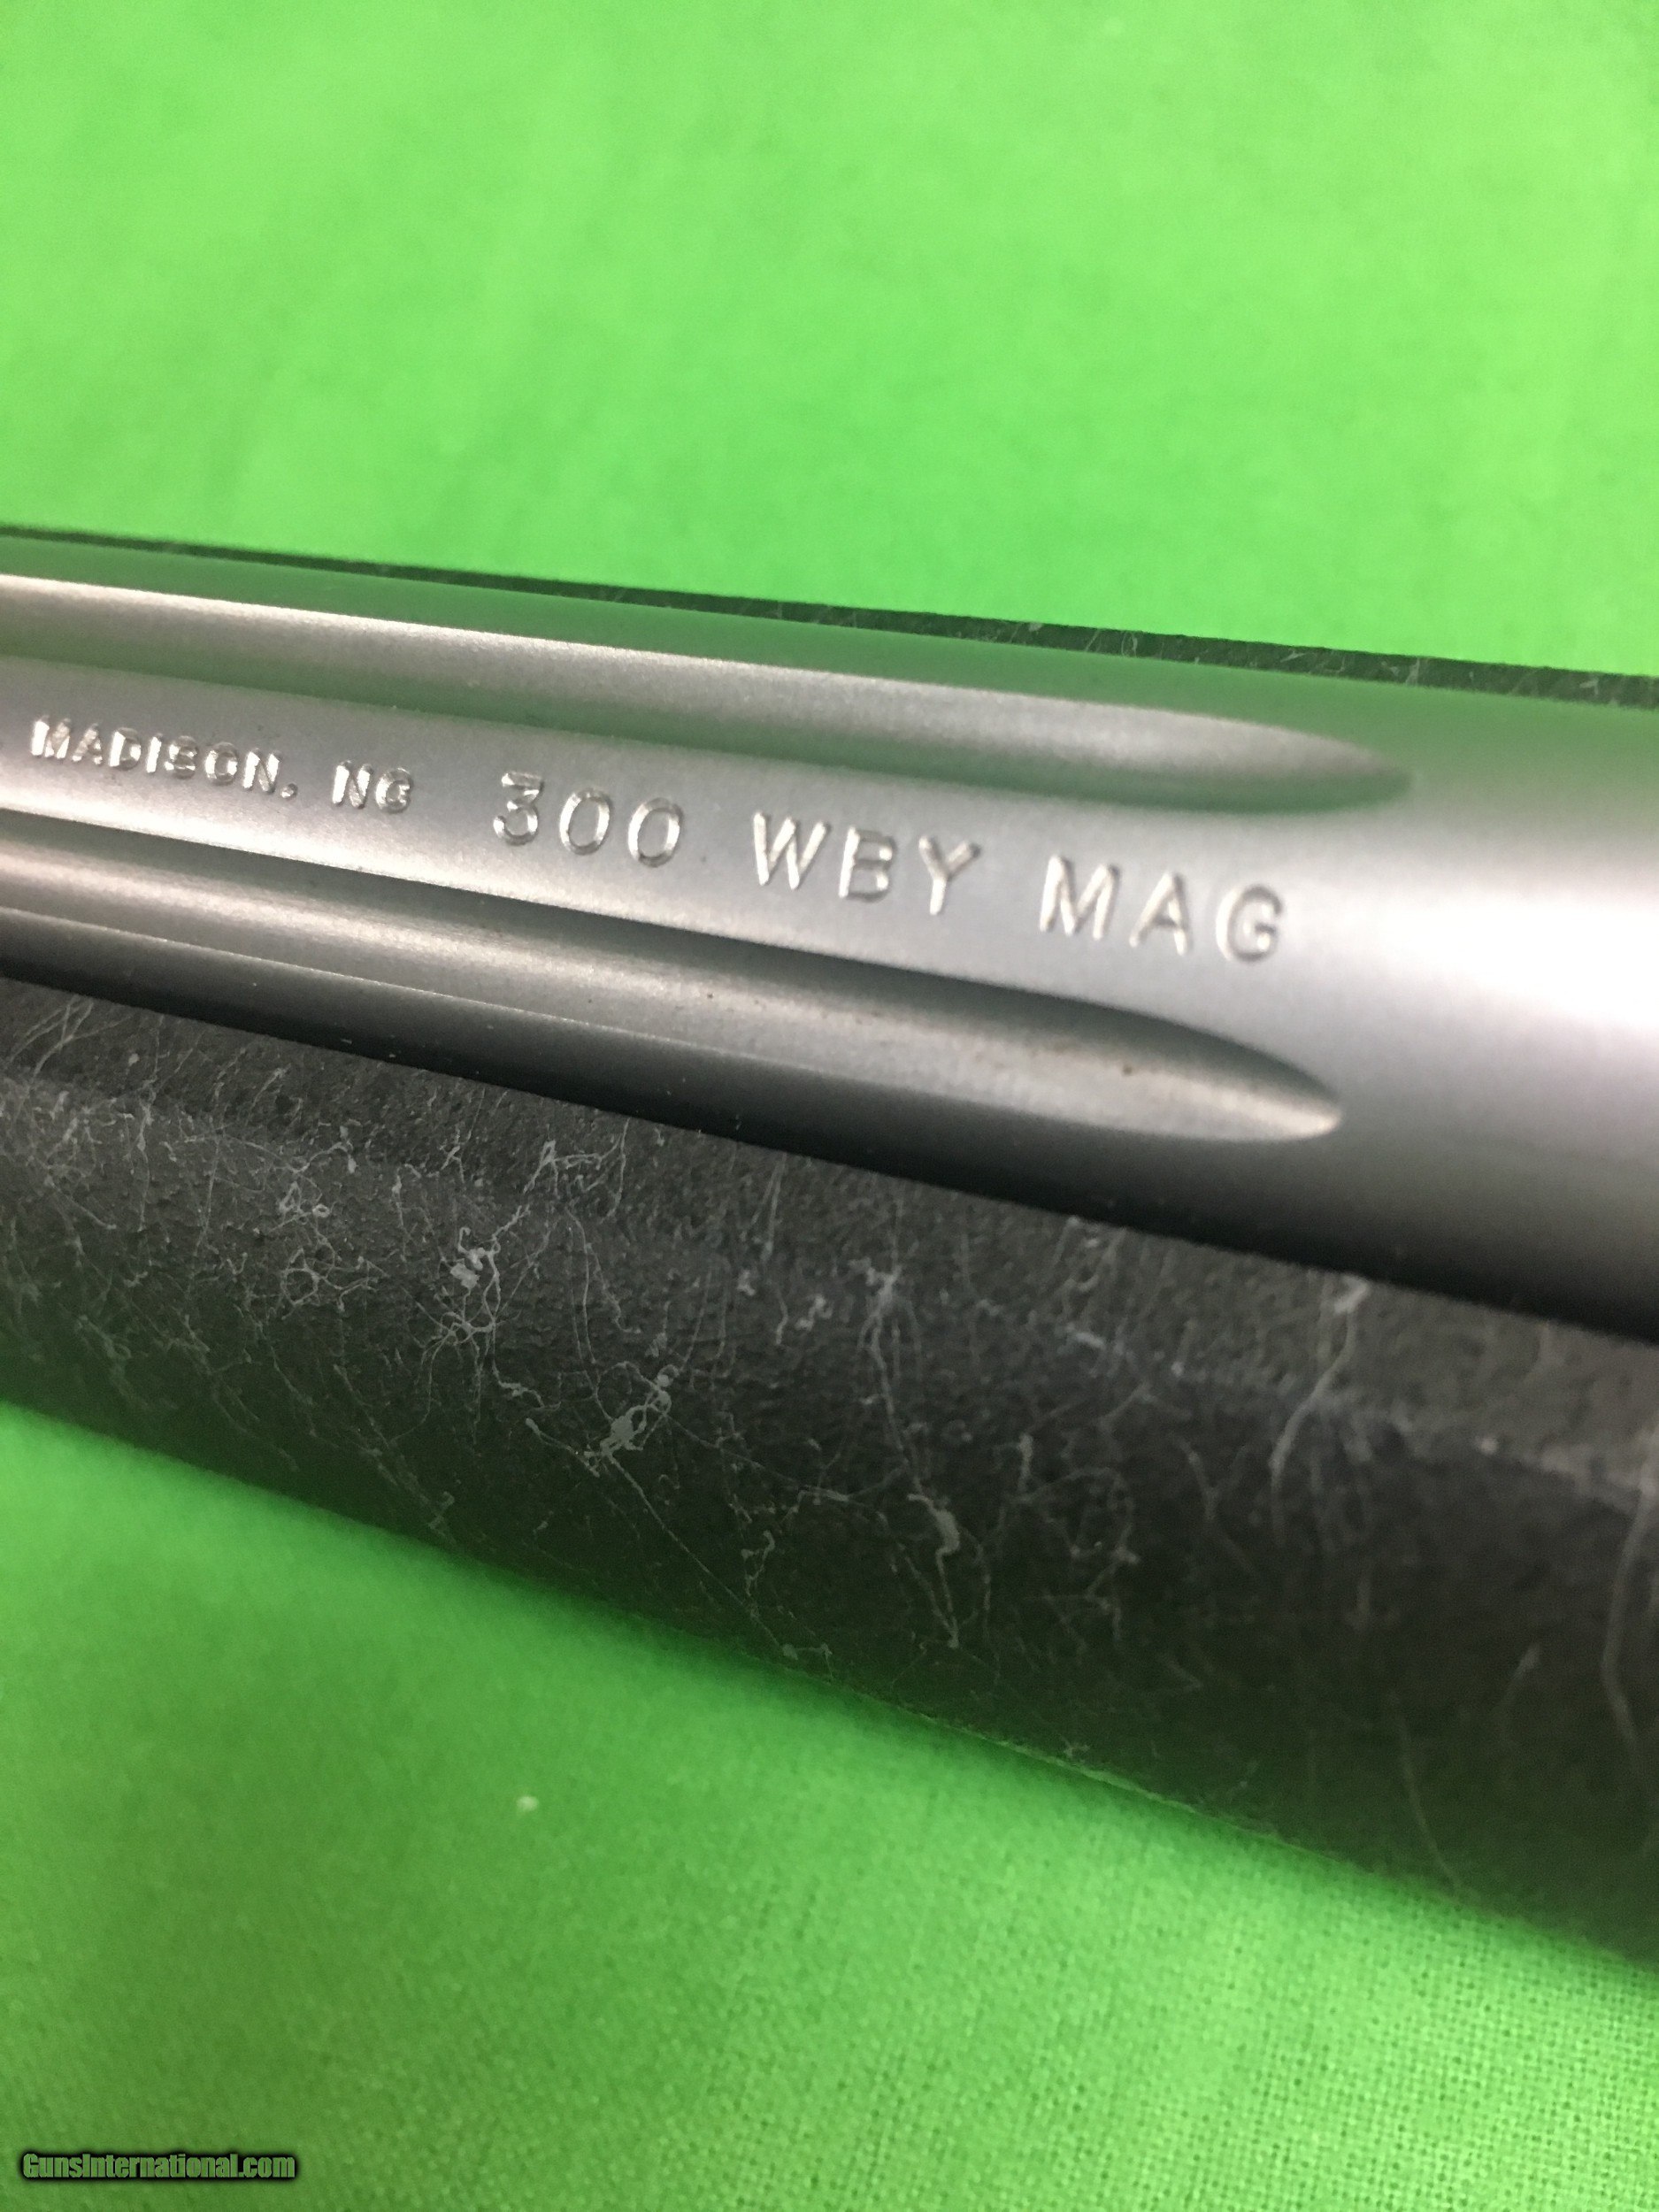 MADISON, NC 300 WBY MAG
GunsInternational.com